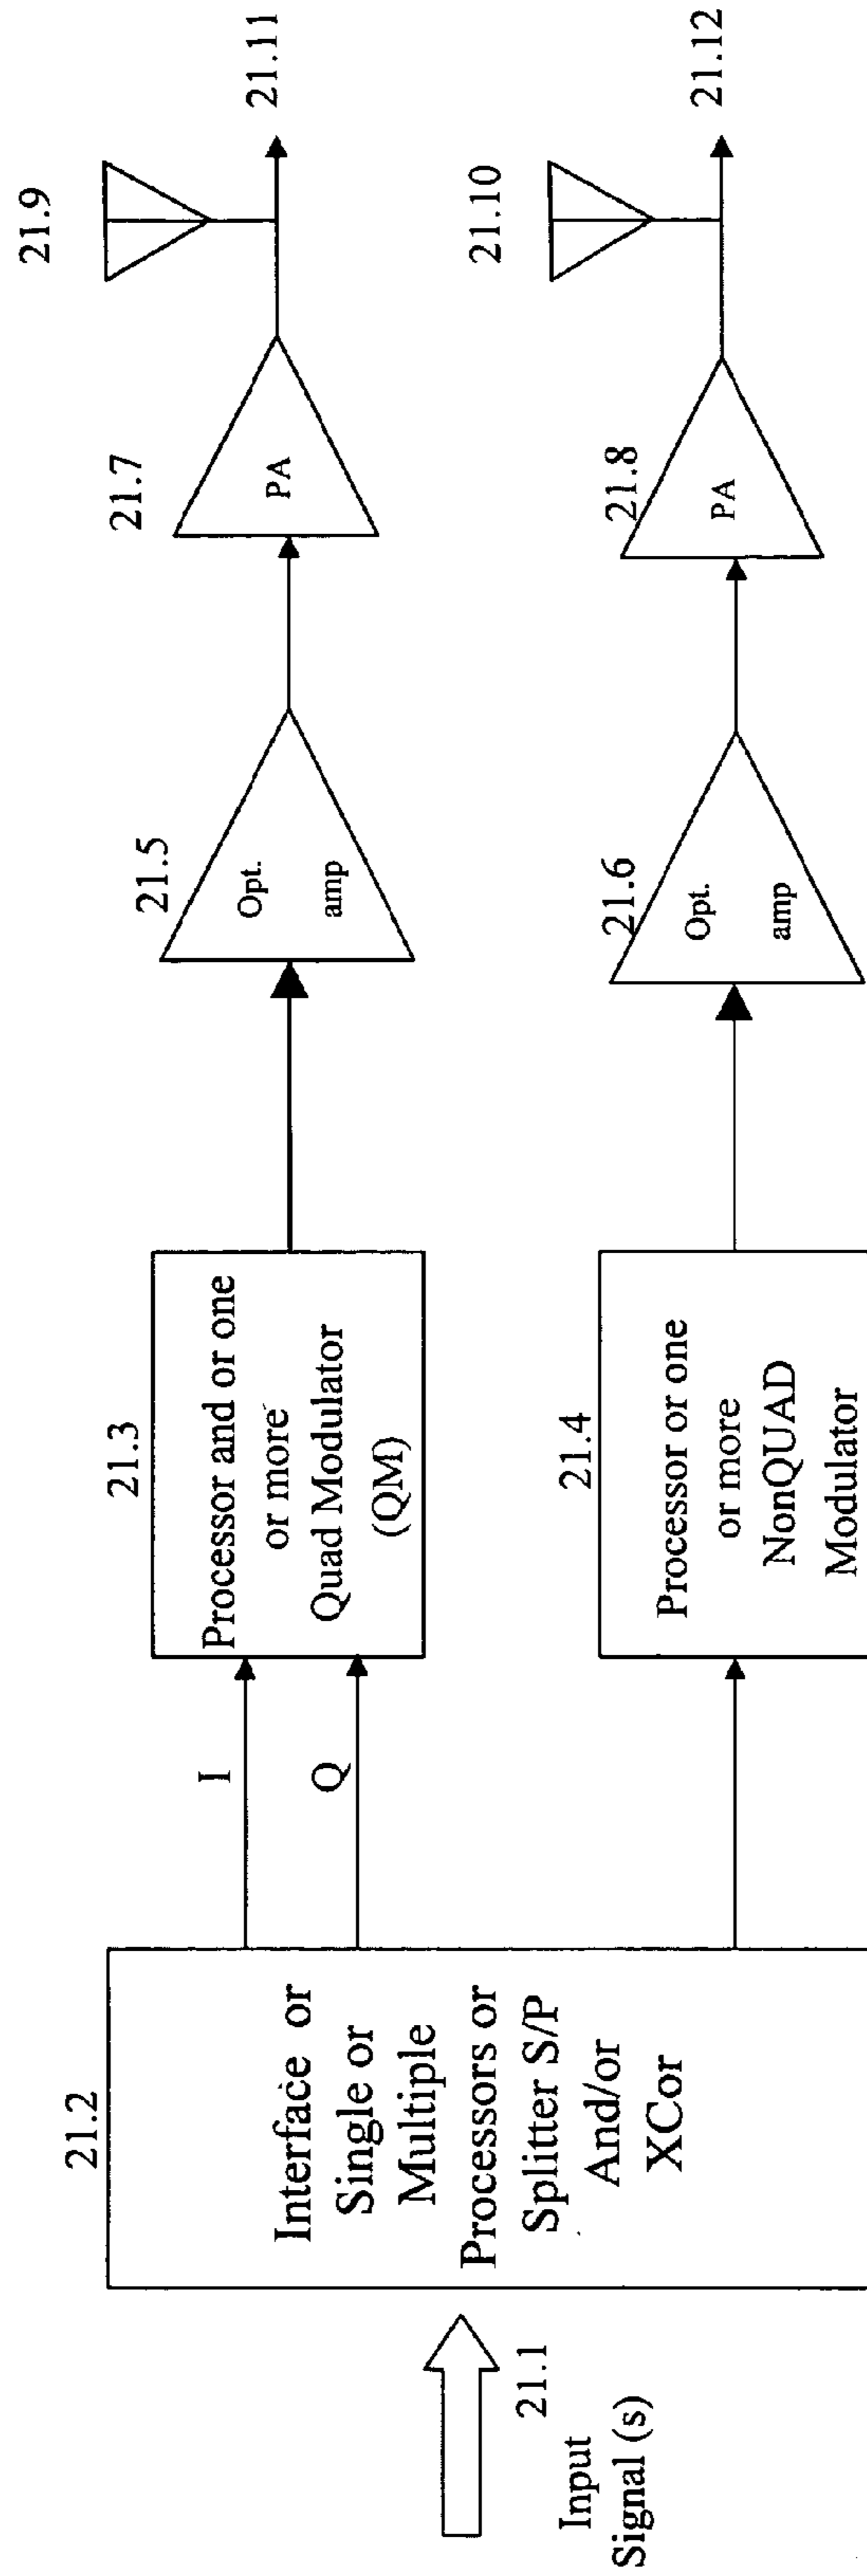 21.1
Input
Signal (s)
21.2
Interface or
Single or
Multiple
Processors or
Splitter S/P
And/or
XCor
I
Q
21.3
Processor and or one
or more
Quad Modulator
(QM)
21.5
Opt.
amp
21.7
PA
21.9
21.11
21.4
Processor or one
or more
NonQUAD
Modulator
21.6
Opt.
amp
21.8
PA
21.10
21.12